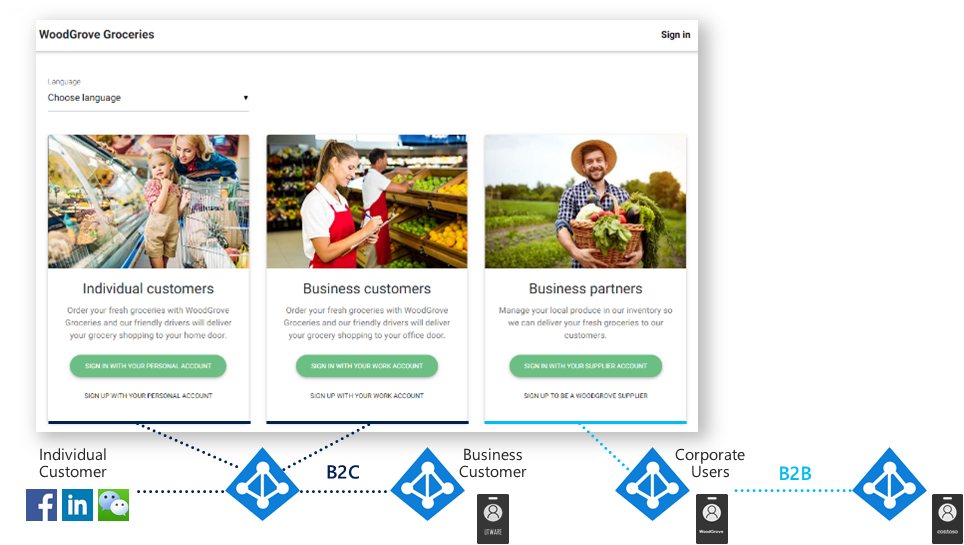 WoodGrove Groceries
Sign in
Language
Choose language
Individual customers
Order your fresh groceries with WoodGrove
Groceries and our friendly drivers will deliver
your grocery shopping to your home door.
SIGN IN WITH YOUR PERSONAL ACCOUNT
SIGN UP WITH YOUR PERSONAL ACCOUNT
Business customers
Order your fresh groceries with WoodGrove
Groceries and our friendly drivers will deliver
your grocery shopping to your office door.
SIGN IN WITH YOUR WORK ACCOUNT
SIGN UP WITH YOUR WORK ACCOUNT
Business partners
Manage your local produce in our inventory so
we can deliver your fresh groceries to our
customers.
SIGN IN WITH YOUR SUPPLIER ACCOUNT
SIGN UP TO BE A WOODGROVE SUPPLIER
Individual
Customer
f
in
B2C
Business
Customer
Corporate
Users
WoodGrove
B2B
contoso